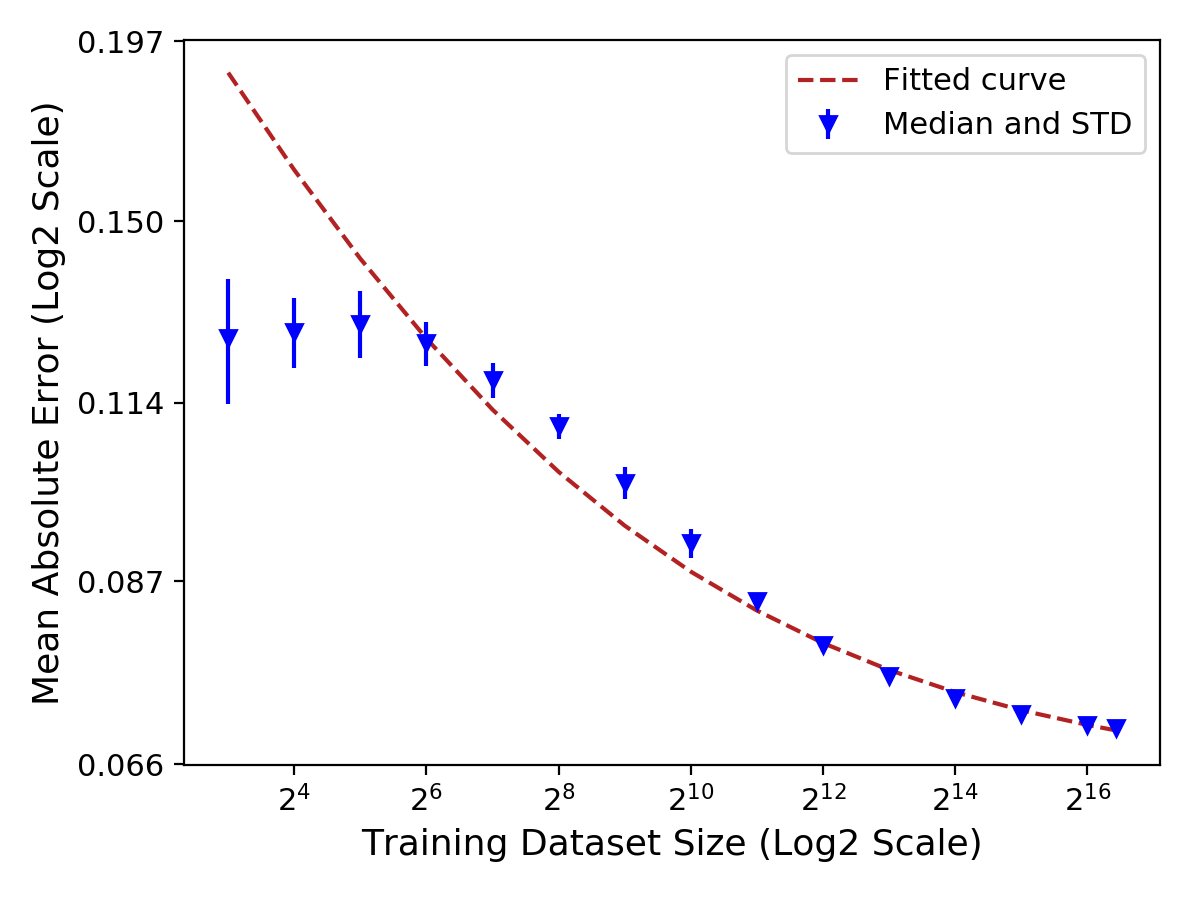 0.197
Fitted curve
Median and STD
0.150
0.114
0.087
0.066
Mean Absolute Error (Log2 Scale)
2^4 2^6 2^8 2^10 2^12 2^14 2^16
Training Dataset Size (Log2 Scale)